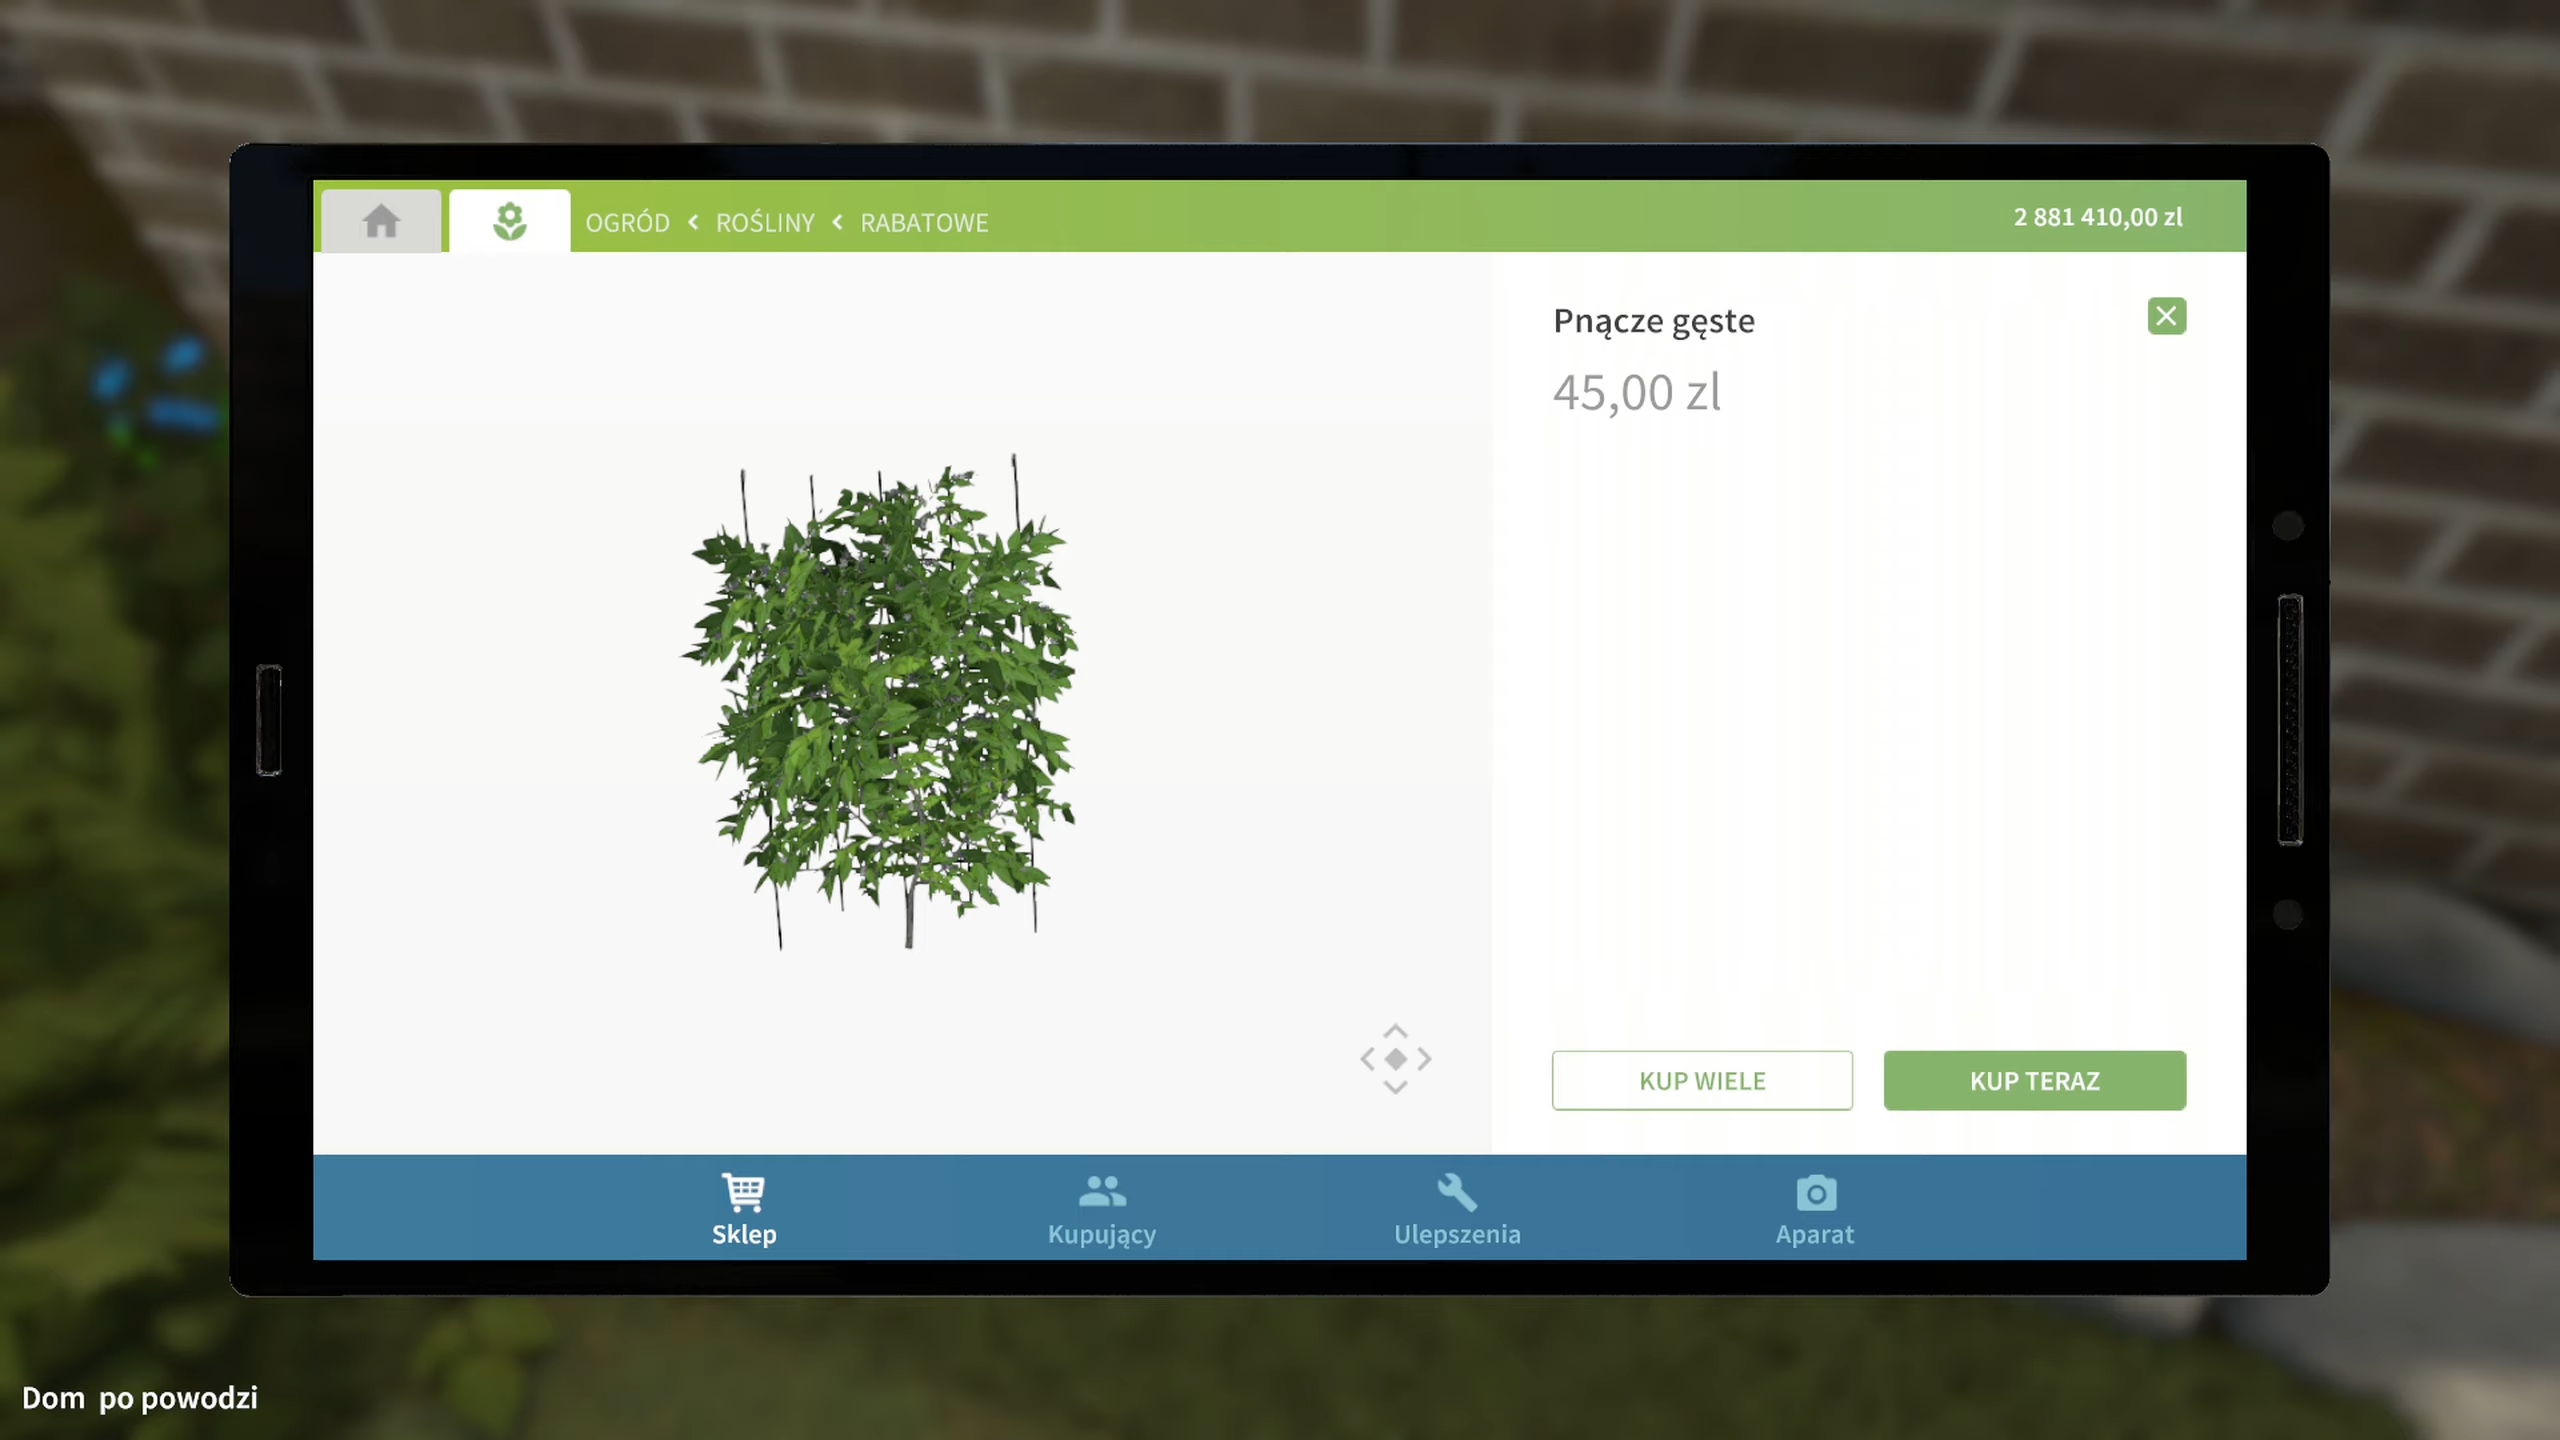 OGRÓD < ROŚLINY < RABATOWE
2 881 410,00 zl
Pnącze gęste
45,00 zl
KUP WIELE
KUP TERAZ
Sklep
Kupujący
Ulepszenia
Aparat
Dom po powodzi